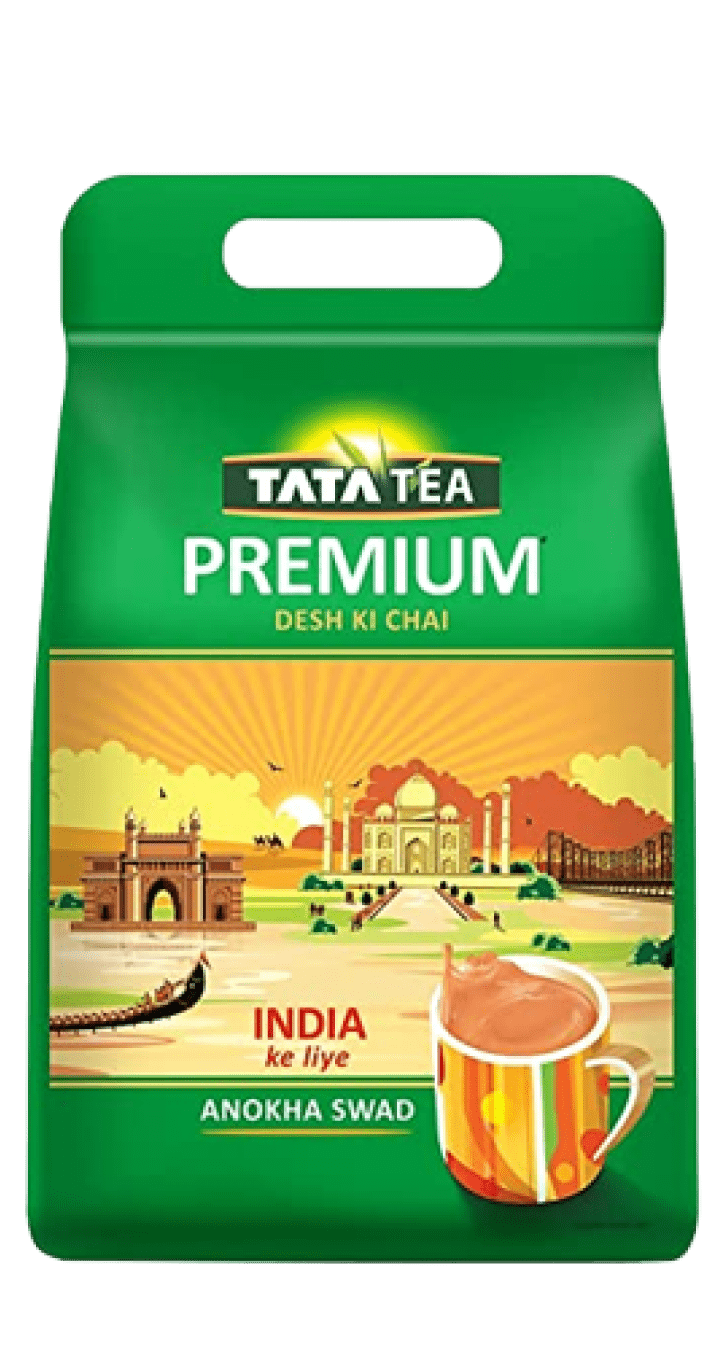 TATA TEA
PREMIUM
DESH KI CHAI
INDIA
ke liye
ANOKHA SWAD